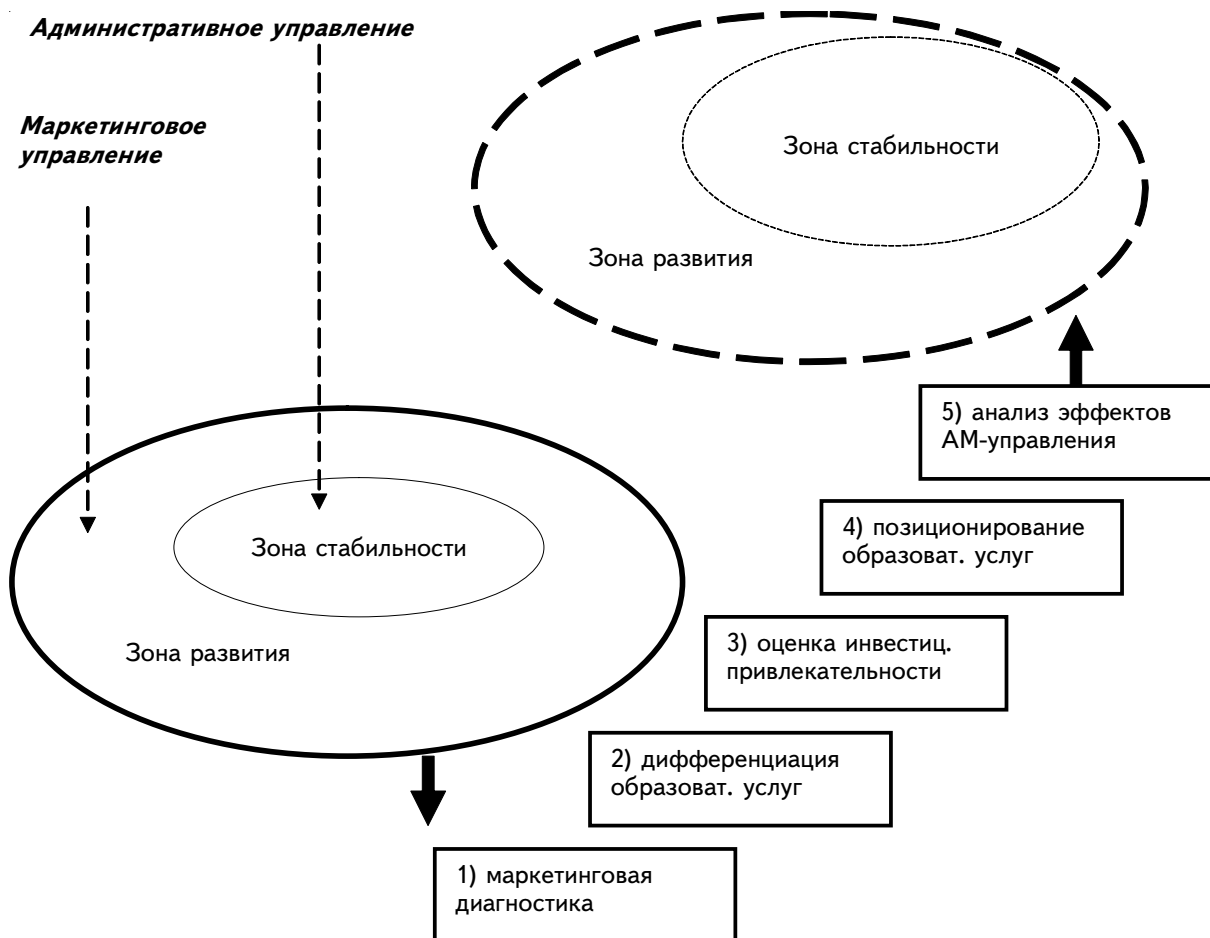 Административное управление
Маркетинговое
управление
Зона стабильности
Зона развития
Зона стабильности
Зона развития
5) анализ эффектов
АМ-управления
4) позиционирование
образоват. услуг
3) оценка инвестиц.
привлекательности
2) дифференциация
образоват. услуг
1) маркетинговая
диагностика